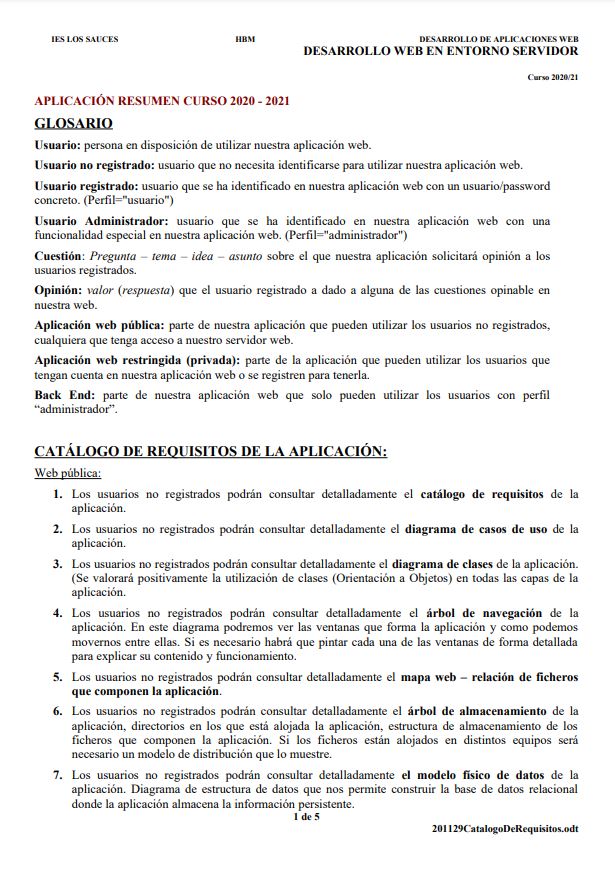 IES LOS SAUCES HBM DESARROLLO DE APLICACIONES WEB
DESARROLLO WEB EN ENTORNO SERVIDOR
Curso 2020/21
APLICACIÓN RESUMEN CURSO 2020 - 2021
GLOSARIO
Usuario: persona en disposición de utilizar nuestra aplicación web.
Usuario no registrado: usuario que no necesita identificarse para utilizar nuestra aplicación web.
Usuario registrado: usuario que se ha identificado en nuestra aplicación web con un usuario/password
concreto. (Perfil="usuario")
Usuario Administrador: usuario que se ha identificado en nuestra aplicación web con una
funcionalidad especial en nuestra aplicación web. (Perfil="administrador")
Cuestión: Pregunta – tema – idea – asunto sobre el que nuestra aplicación solicitará opinión a los
usuarios registrados.
Opinión: valor (respuesta) que el usuario registrado a dado a alguna de las cuestiones opinable en
nuestra web.
Aplicación web pública: parte de nuestra aplicación que pueden utilizar los usuarios no registrados,
cualquiera que tenga acceso a nuestro servidor web.
Aplicación web restringida (privada): parte de la aplicación que pueden utilizar los usuarios que
tengan cuenta en nuestra aplicación web o se registren para tenerla.
Back End: parte de nuestra aplicación web que solo pueden utilizar los usuarios con perfil
“administrador”.
CATÁLOGO DE REQUISITOS DE LA APLICACIÓN:
Web pública:
1. Los usuarios no registrados podrán consultar detalladamente el catálogo de requisitos de la
aplicación.
2. Los usuarios no registrados podrán consultar detalladamente el diagrama de casos de uso de la
aplicación.
3. Los usuarios no registrados podrán consultar detalladamente el diagrama de clases de la aplicación.
(Se valorará positivamente la utilización de clases (Orientación a Objetos) en todas las capas de la
aplicación.
4. Los usuarios no registrados podrán consultar detalladamente el árbol de navegación de la
aplicación. En este diagrama podremos ver las ventanas que forma la aplicación y como podemos
movernos entre ellas. Si es necesario habrá que pintar cada una de las ventanas de forma detallada
para explicar su contenido y funcionamiento.
5. Los usuarios no registrados podrán consultar detalladamente el mapa web – relación de ficheros
que componen la aplicación.
6. Los usuarios no registrados podrán consultar detalladamente el árbol de almacenamiento de la
aplicación, directorios en los que está alojada la aplicación, estructura de almacenamiento de los
ficheros que componen la aplicación. Si los ficheros están alojados en distintos equipos será
necesario un modelo de distribución que lo muestre.
7. Los usuarios no registrados podrán consultar detalladamente el modelo físico de datos de la
aplicación. Diagrama de estructura de datos que nos permite construir la base de datos relacional
donde la aplicación almacena la información persistente.
1 de 5
201129CatalogoDeRequisitos.odt